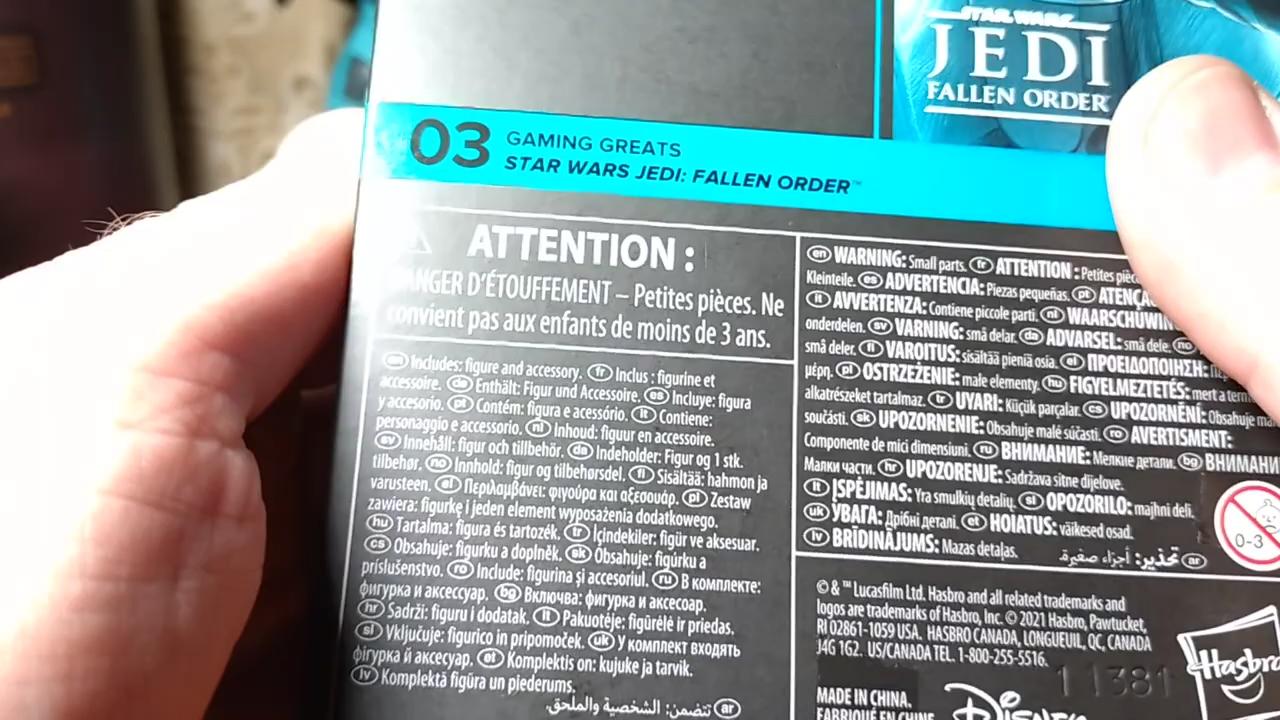 STAR WARS
JEDI
FALLEN ORDER
03 GAMING GREATS
STAR WARS JEDI: FALLEN ORDER™
ATTENTION :
D'ÉTOUFFEMENT – Petites pièces. Ne
convient pas aux enfants de moins de 3 ans.
en Includes: figure and accessory. fr Inclus : figurine et
accessoire. de Enthält: Figur und Accessoire. es Incluye: figura
y accesorio. pt Contém: figura e acessório. it Contiene:
personaggio e accessorio. nl Inhoud: figuur en accessoire.
sv Innehåll: figur och tillbehör. da Indeholder: Figur og 1 stk.
tilbehør. no Innhold: figur og tilbehørsdel. fi Sisältää: hahmon ja
varusteen. el Περιλαμβάνει: φιγούρα και αξεσουάρ. pl Zestaw
zawiera: figurkę i jeden element wyposażenia dodatkowego.
hu Tartalma: figura és tartozék. tr İçindekiler: figür ve aksesuar.
cs Obsahuje: figurku a doplněk. sk Obsahuje: figúrku a
príslušenstvo. ro Include: figurina și accesoriul. ru В комплекте:
фигурка и аксессуар. bg Включва: фигурка и аксесоар.
hr Sadrži: figuru i dodatak. lt Pakuotėje: figūrėlė ir priedas.
sl Vključuje: figurico in pripomoček. uk У комплект входять
фігурка й аксесуар. et Komplektis on: kujuke ja tarvik.
lv Komplektā figūra un piederums.
ar تتضمن: الشخصية والملحق.
en WARNING: Small parts. fr ATTENTION : Petites
Kleinteile. es ADVERTENCIA: Piezas pequeñas. pt
it AVVERTENZA: Contiene piccole parti. nl
onderdelen. sv VARNING: små delar. da ADVARSEL: små dele. no
små deler. fi VAROITUS: sisältää pieniä osia. el ΠΡΟΕΙΔΟΠΟΙΗΣΗ:
μέρη. pl OSTRZEŻENIE: małe elementy. hu FIGYELMEZTETÉS: mert a
alkatrészeket tartalmaz. tr UYARI: Küçük parçalar. cs UPOZORNĚNÍ: Obsahuje
součásti. sk UPOZORNENIE: Obsahuje malé súčasti. ro AVERTISMENT:
Componente de mici dimensiuni. ru ВНИМАНИЕ: Мелкие детали. bg
Малки части. hr UPOZORENJE: Sadržava sitne dijelove.
lt ĮSPĖJIMAS: Yra smulkių detalių. sl OPOZORILO: majhni deli.
uk УВАГА: Дрібні деталі. et HOIATUS: väikesed osad.
lv BRĪDINĀJUMS: Mazas detaļas.
ar تحذير: أجزاء صغيرة.
0-3
© & ™ Lucasfilm Ltd. Hasbro and all related trademarks and
logos are trademarks of Hasbro, Inc. © 2021 Hasbro, Pawtucket,
RI 02861-1059 USA. HASBRO CANADA, LONGUEUIL, QC, CANADA
J4G 1G2. US/CANADA TEL. 1-800-255-5516.
11381
Hasbro
MADE IN CHINA.
FABRIQUÉ EN CHINE
Disney